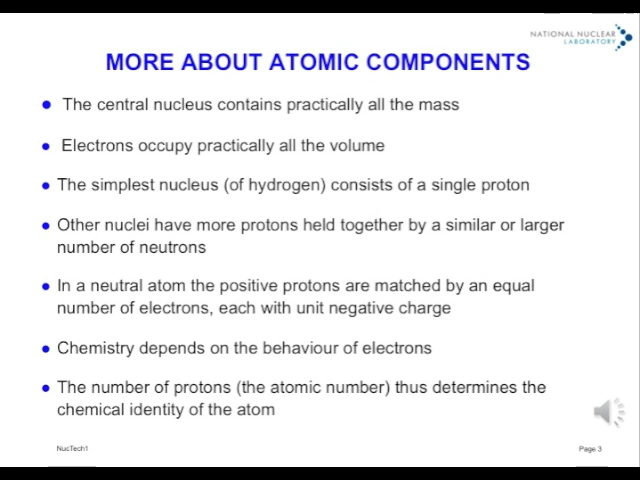 NATIONAL NUCLEAR
LABORATORY
MORE ABOUT ATOMIC COMPONENTS
● The central nucleus contains practically all the mass
● Electrons occupy practically all the volume
● The simplest nucleus (of hydrogen) consists of a single proton
● Other nuclei have more protons held together by a similar or larger
number of neutrons
● In a neutral atom the positive protons are matched by an equal
number of electrons, each with unit negative charge
● Chemistry depends on the behaviour of electrons
● The number of protons (the atomic number) thus determines the
chemical identity of the atom
NucTech1
Page 3